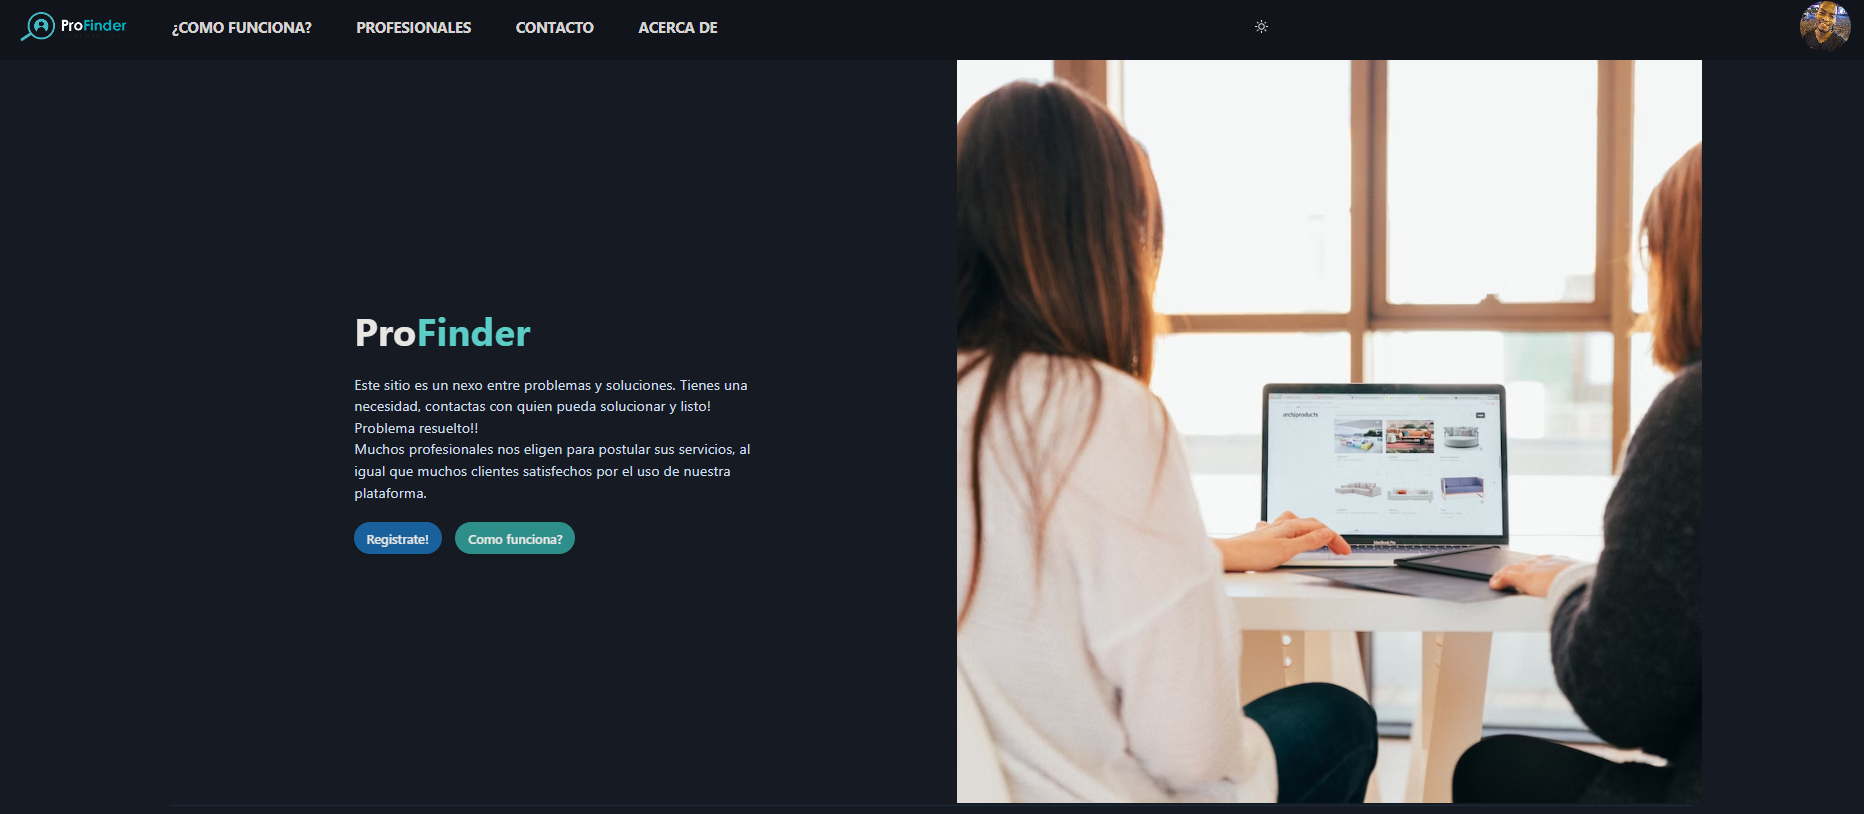 ProFinder
¿COMO FUNCIONA?
PROFESIONALES
CONTACTO
ACERCA DE
ProFinder
Este sitio es un nexo entre problemas y soluciones. Tienes una
necesidad, contactas con quien pueda solucionar y listo!
Problema resuelto!!
Muchos profesionales nos eligen para postular sus servicios, al
igual que muchos clientes satisfechos por el uso de nuestra
plataforma.
Registrate!
Como funciona?
archiproducts
MacBook Pro